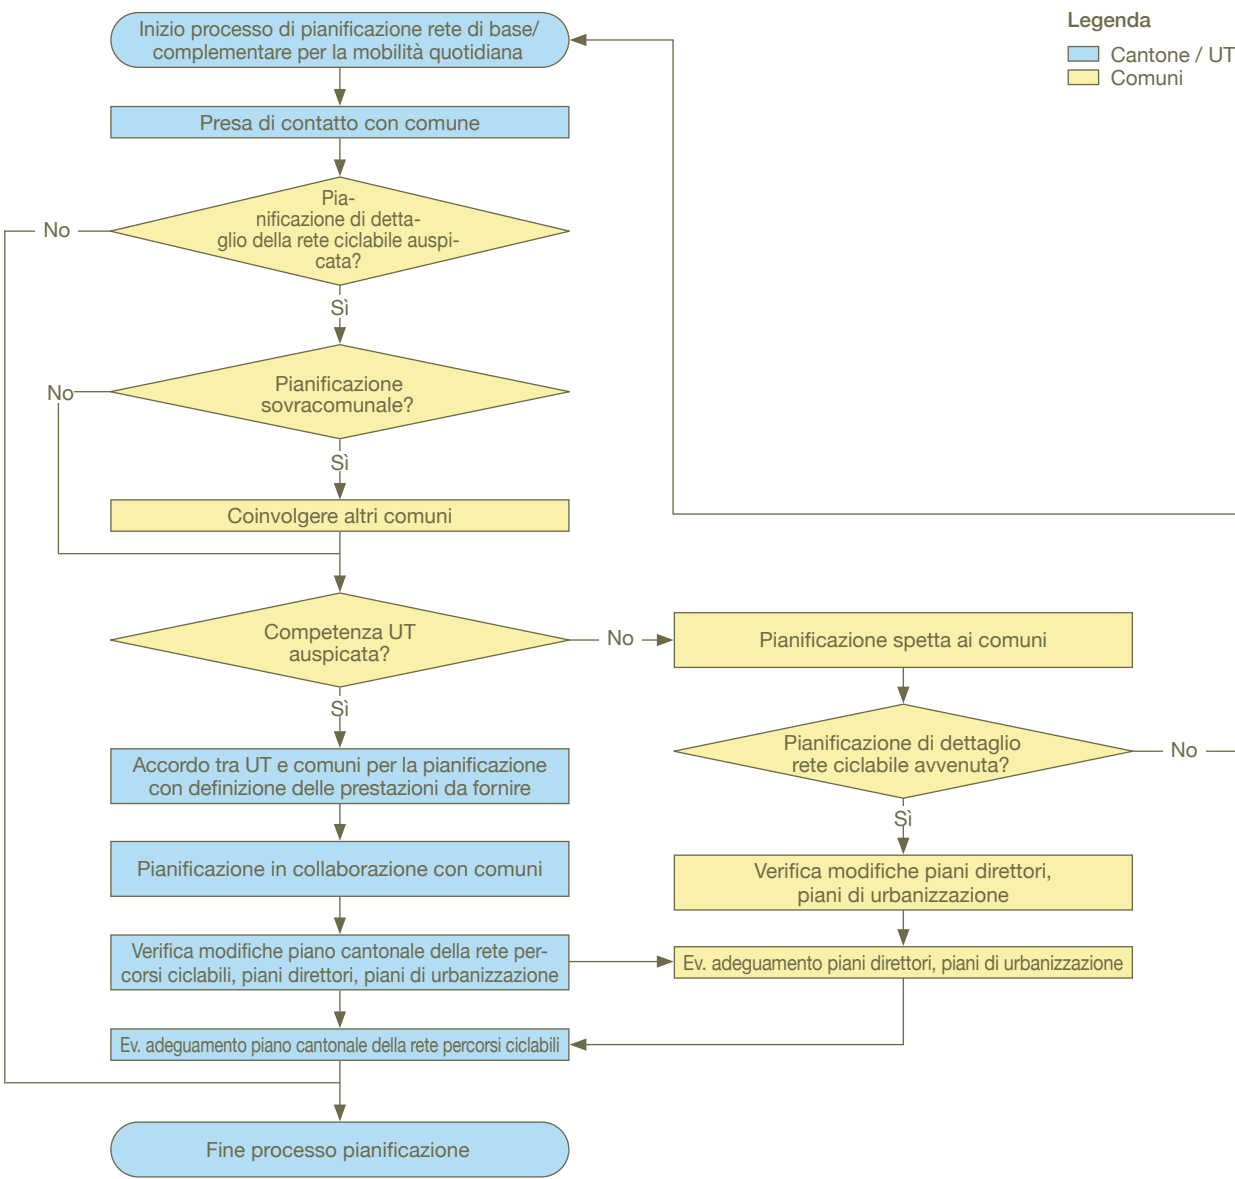 Inizio processo di pianificazione rete di base/
complementare per la mobilità quotidiana
Legenda
Cantone / UT
Comuni
Presa di contatto con comune
Pia-
nificazione di detta-
glio della rete ciclabile auspi-
cata?
No
Sì
Pianificazione
sovracomunale?
No
Sì
Coinvolgere altri comuni
Competenza UT
auspicata?
No
Pianificazione spetta ai comuni
Sì
Pianificazione di dettaglio
rete ciclabile avvenuta?
No
Accordo tra UT e comuni per la pianificazione
con definizione delle prestazioni da fornire
Sì
Pianificazione in collaborazione con comuni
Verifica modifiche piani direttori,
piani di urbanizzazione
Verifica modifiche piano cantonale della rete per-
corsi ciclabili, piani direttori, piani di urbanizzazione
Ev. adeguamento piani direttori, piani di urbanizzazione
Ev. adeguamento piano cantonale della rete percorsi ciclabili
Fine processo pianificazione